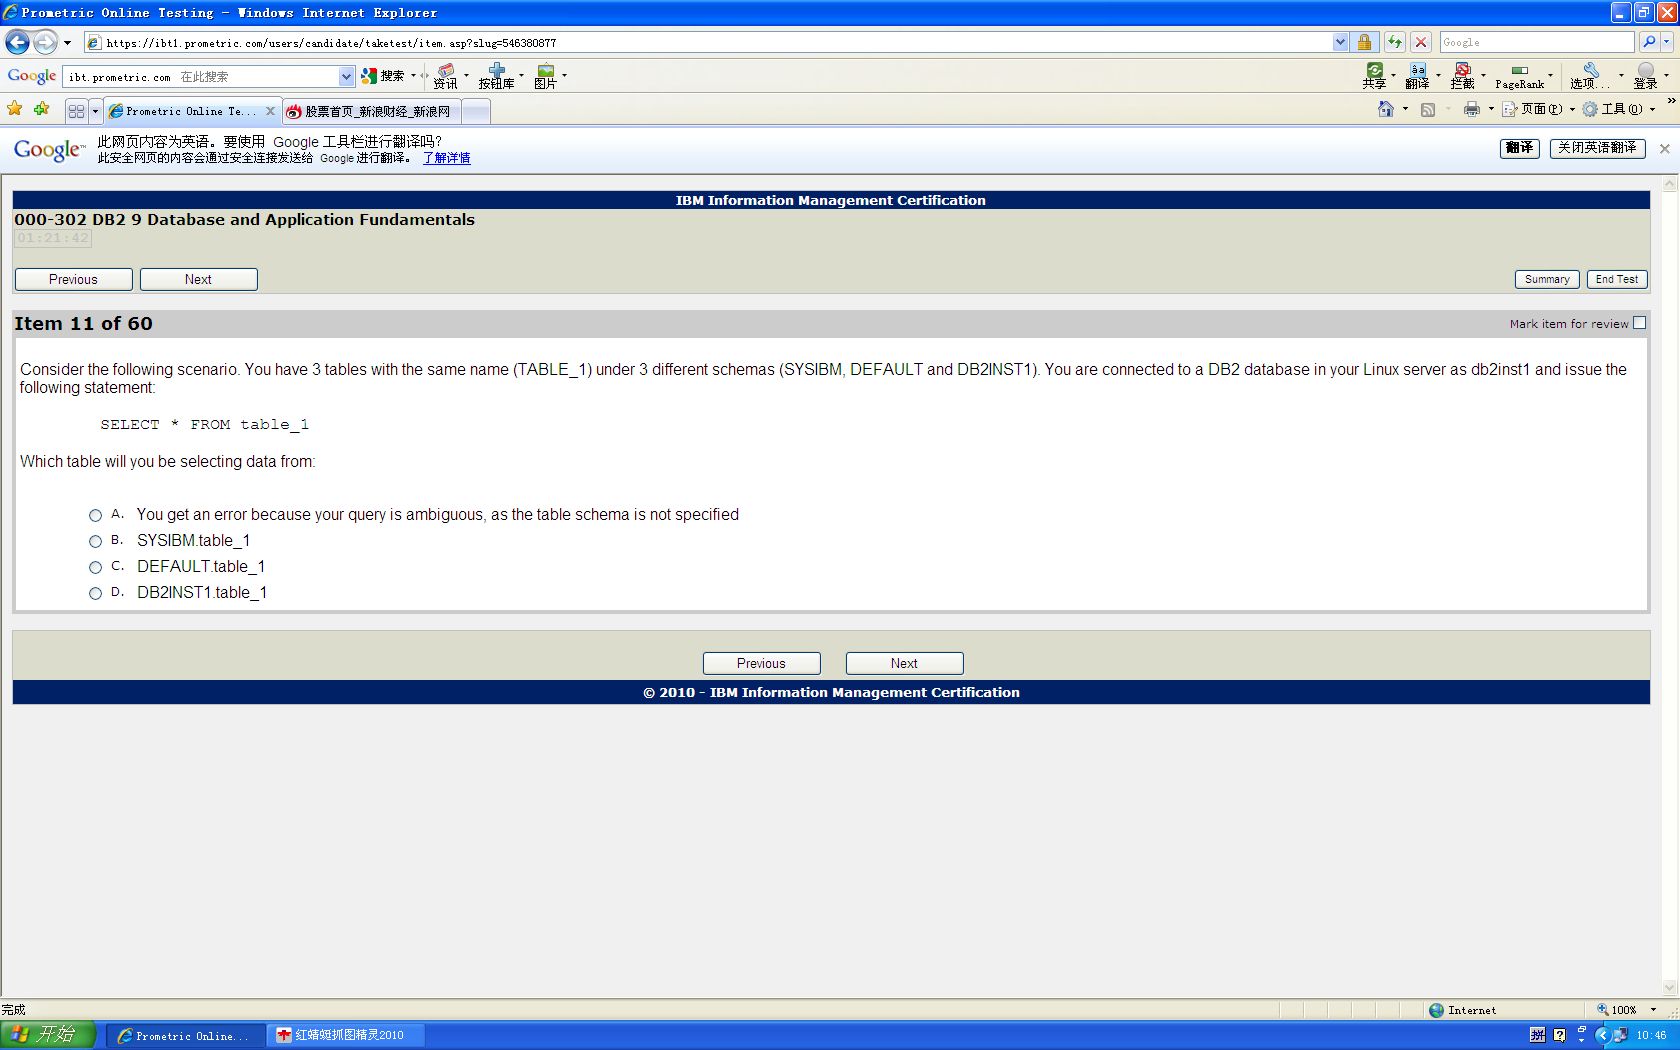 Prometric Online Testing - Windows Internet Explorer
https://ibt1.prometric.com/users/candidate/taketest/item.asp?slug=546380877
Google
Google
ibt.prometric.com 在此搜索
搜索
资讯
按钮库
图片
共享
翻译
拦截
PageRank
选项...
登录
Prometric Online Te...
股票首页_新浪财经_新浪网
页面(P)
工具(O)
Google™
此网页内容为英语。要使用 Google 工具栏进行翻译吗?
此安全网页的内容会通过安全连接发送给 Google 进行翻译。 了解详情
翻译
关闭英语翻译
IBM Information Management Certification
000-302 DB2 9 Database and Application Fundamentals
01:21:42
Previous
Next
Summary
End Test
Item 11 of 60
Mark item for review
Consider the following scenario. You have 3 tables with the same name (TABLE_1) under 3 different schemas (SYSIBM, DEFAULT and DB2INST1). You are connected to a DB2 database in your Linux server as db2inst1 and issue the
following statement:
SELECT * FROM table_1
Which table will you be selecting data from:
A. You get an error because your query is ambiguous, as the table schema is not specified
B. SYSIBM.table_1
C. DEFAULT.table_1
D. DB2INST1.table_1
Previous
Next
© 2010 - IBM Information Management Certification
完成
Internet
100%
开始
Prometric Online...
红蜻蜓抓图精灵2010
拼
10:46